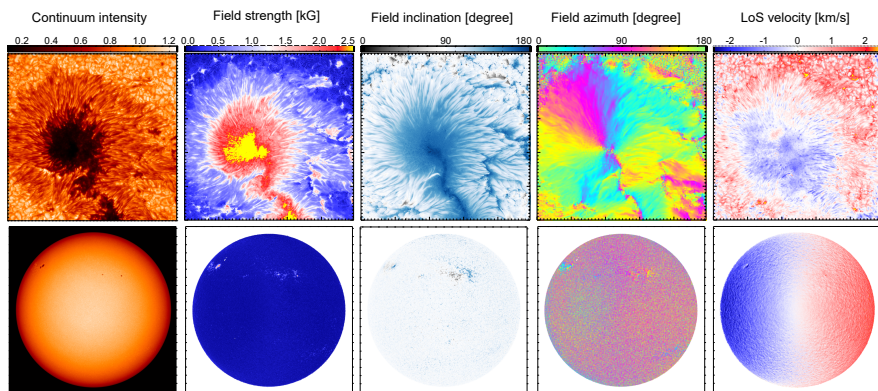 Continuum intensity
Field strength [kG]
Field inclination [degree]
Field azimuth [degree]
LoS velocity [km/s]
0.2 0.4 0.6 0.8 1.0 1.2
0.0 0.5 1.0 1.5 2.0 2.5
0 90 180
0 90 180
-2 -1 0 1 2